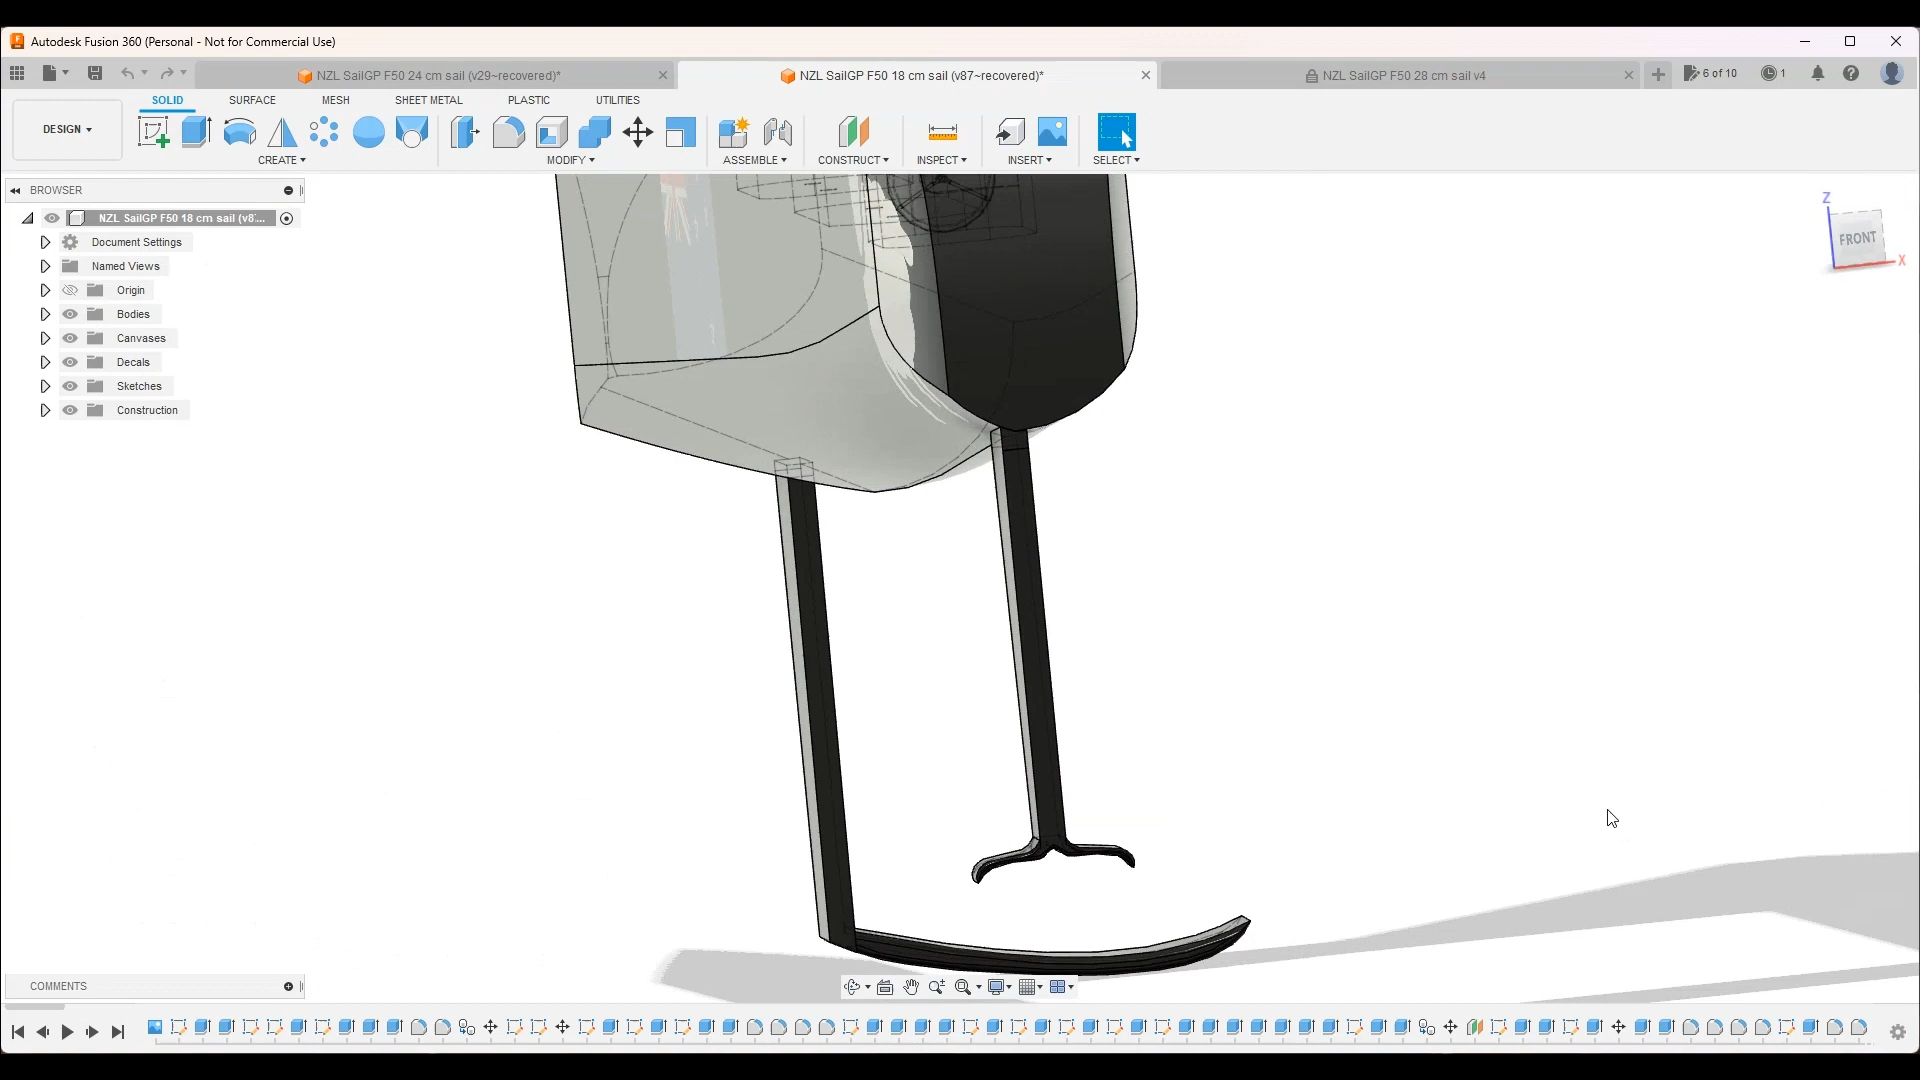 Autodesk Fusion 360 (Personal - Not for Commercial Use)
NZL SailGP F50 24 cm sail (v29~recovered)*
NZL SailGP F50 18 cm sail (v87~recovered)*
NZL SailGP F50 28 cm sail v4
6 of 10
1
SOLID
SURFACE
MESH
SHEET METAL
PLASTIC
UTILITIES
DESIGN
CREATE
MODIFY
ASSEMBLE
CONSTRUCT
INSPECT
INSERT
SELECT
BROWSER
NZL SailGP F50 18 cm sail (v8...
Document Settings
Named Views
Origin
Bodies
Canvases
Decals
Sketches
Construction
Z
FRONT
X
COMMENTS